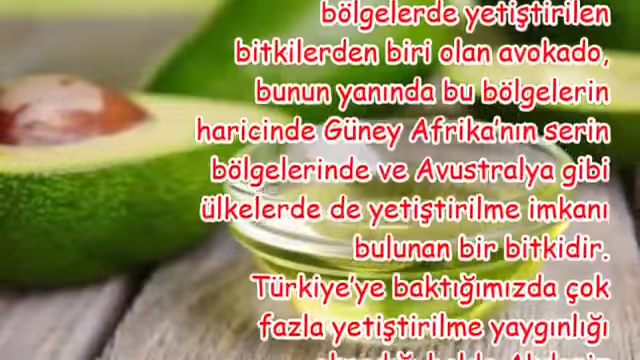 bölgelerde yetiştirilen
bitkilerden biri olan avokado,
bunun yanında bu bölgelerin
haricinde Güney Afrika’nın serin
bölgelerinde ve Avustralya gibi
ülkelerde de yetiştirilme imkanı
bulunan bir bitkidir.
Türkiye’ye baktığımızda çok
fazla yetiştirilme yaygınlığı